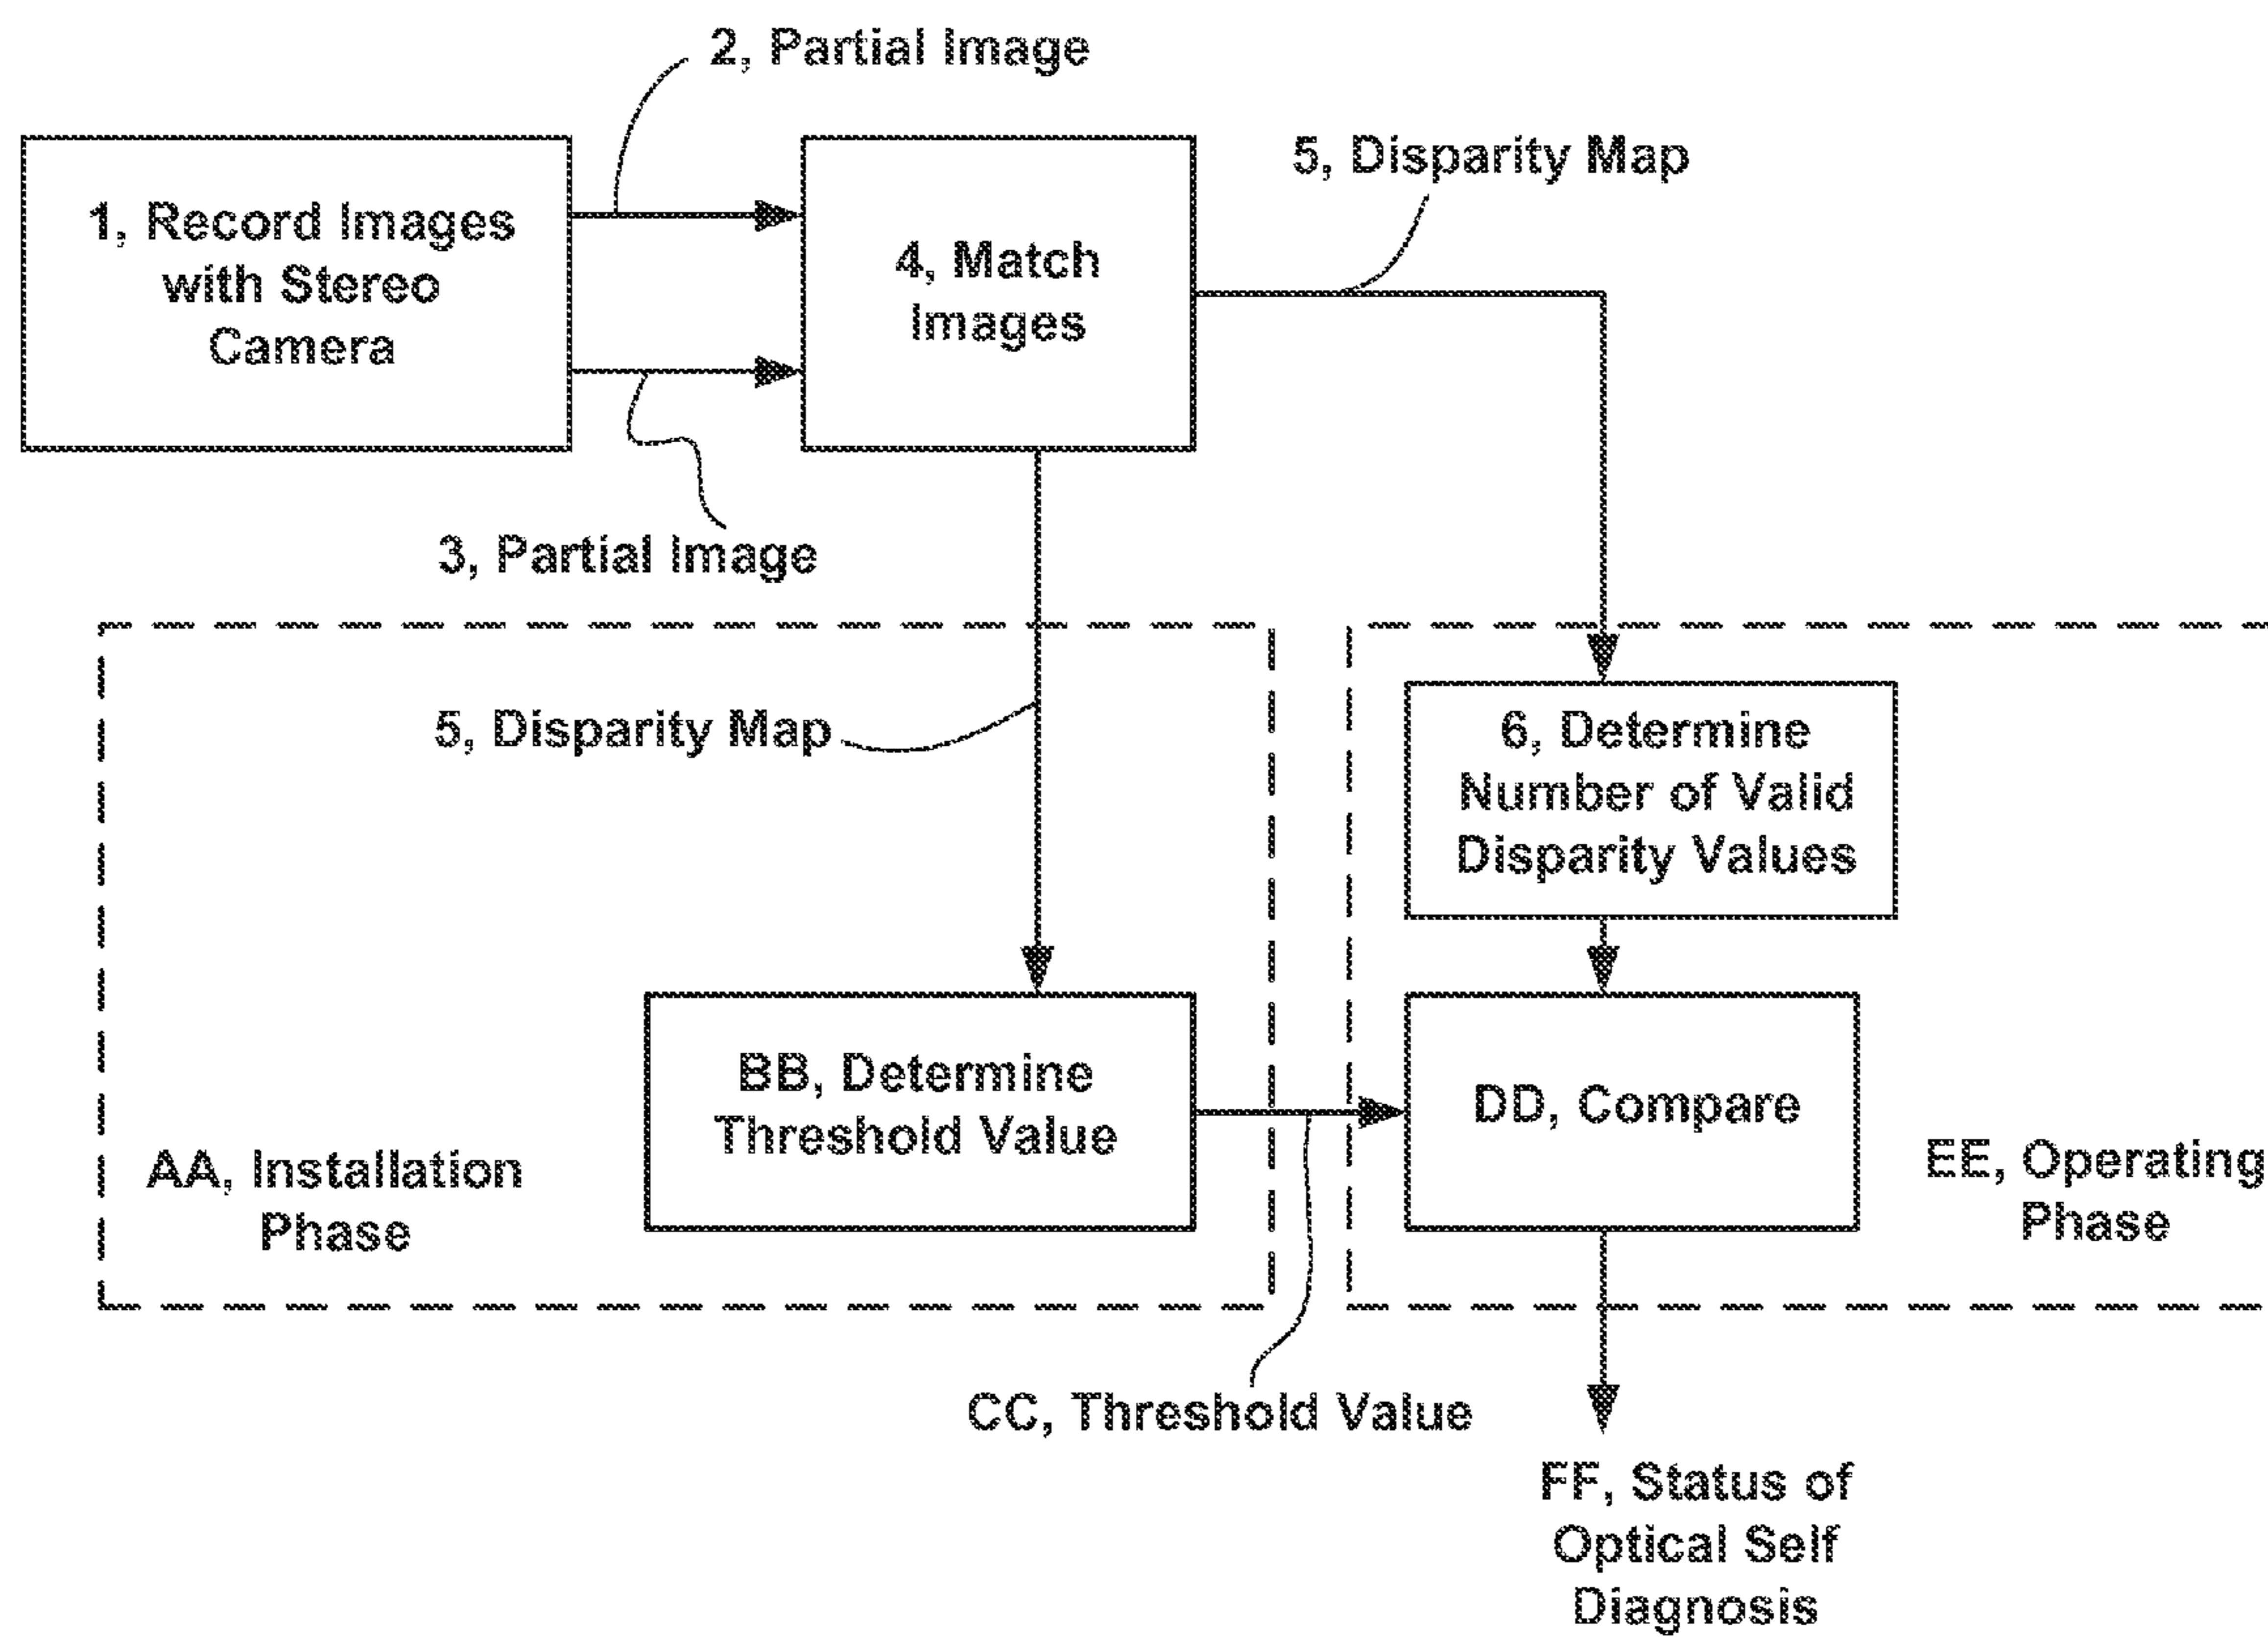 2, Partial Image
5, Disparity Map
1, Record Images
with Stereo
Camera
4, Match
Images
3, Partial Image
5, Disparity Map
6, Determine
Number of Valid
Disparity Values
BB, Determine
Threshold Value
DD, Compare
AA, Installation
Phase
EE, Operating
Phase
CC, Threshold Value
FF, Status of
Optical Self
Diagnosis